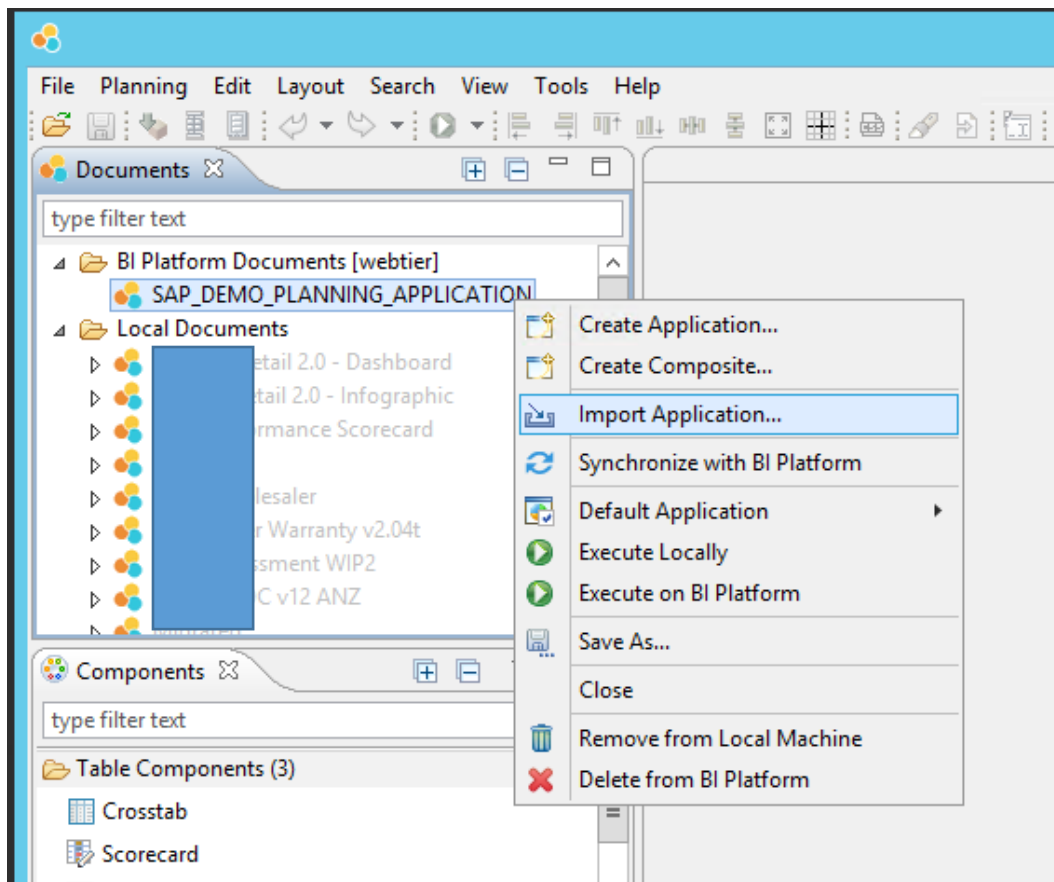 File Planning Edit Layout Search View Tools Help
Documents
type filter text
BI Platform Documents [webtier]
SAP_DEMO_PLANNING_APPLICATION
Local Documents
etail 2.0 - Dashboard
tail 2.0 - Infographic
ormance Scorecard
lesaler
r Warranty v2.04t
ssment WIP2
C v12 ANZ
Create Application...
Create Composite...
Import Application...
Synchronize with BI Platform
Default Application
Execute Locally
Execute on BI Platform
Save As...
Close
Remove from Local Machine
Delete from BI Platform
Components
type filter text
Table Components (3)
Crosstab
Scorecard